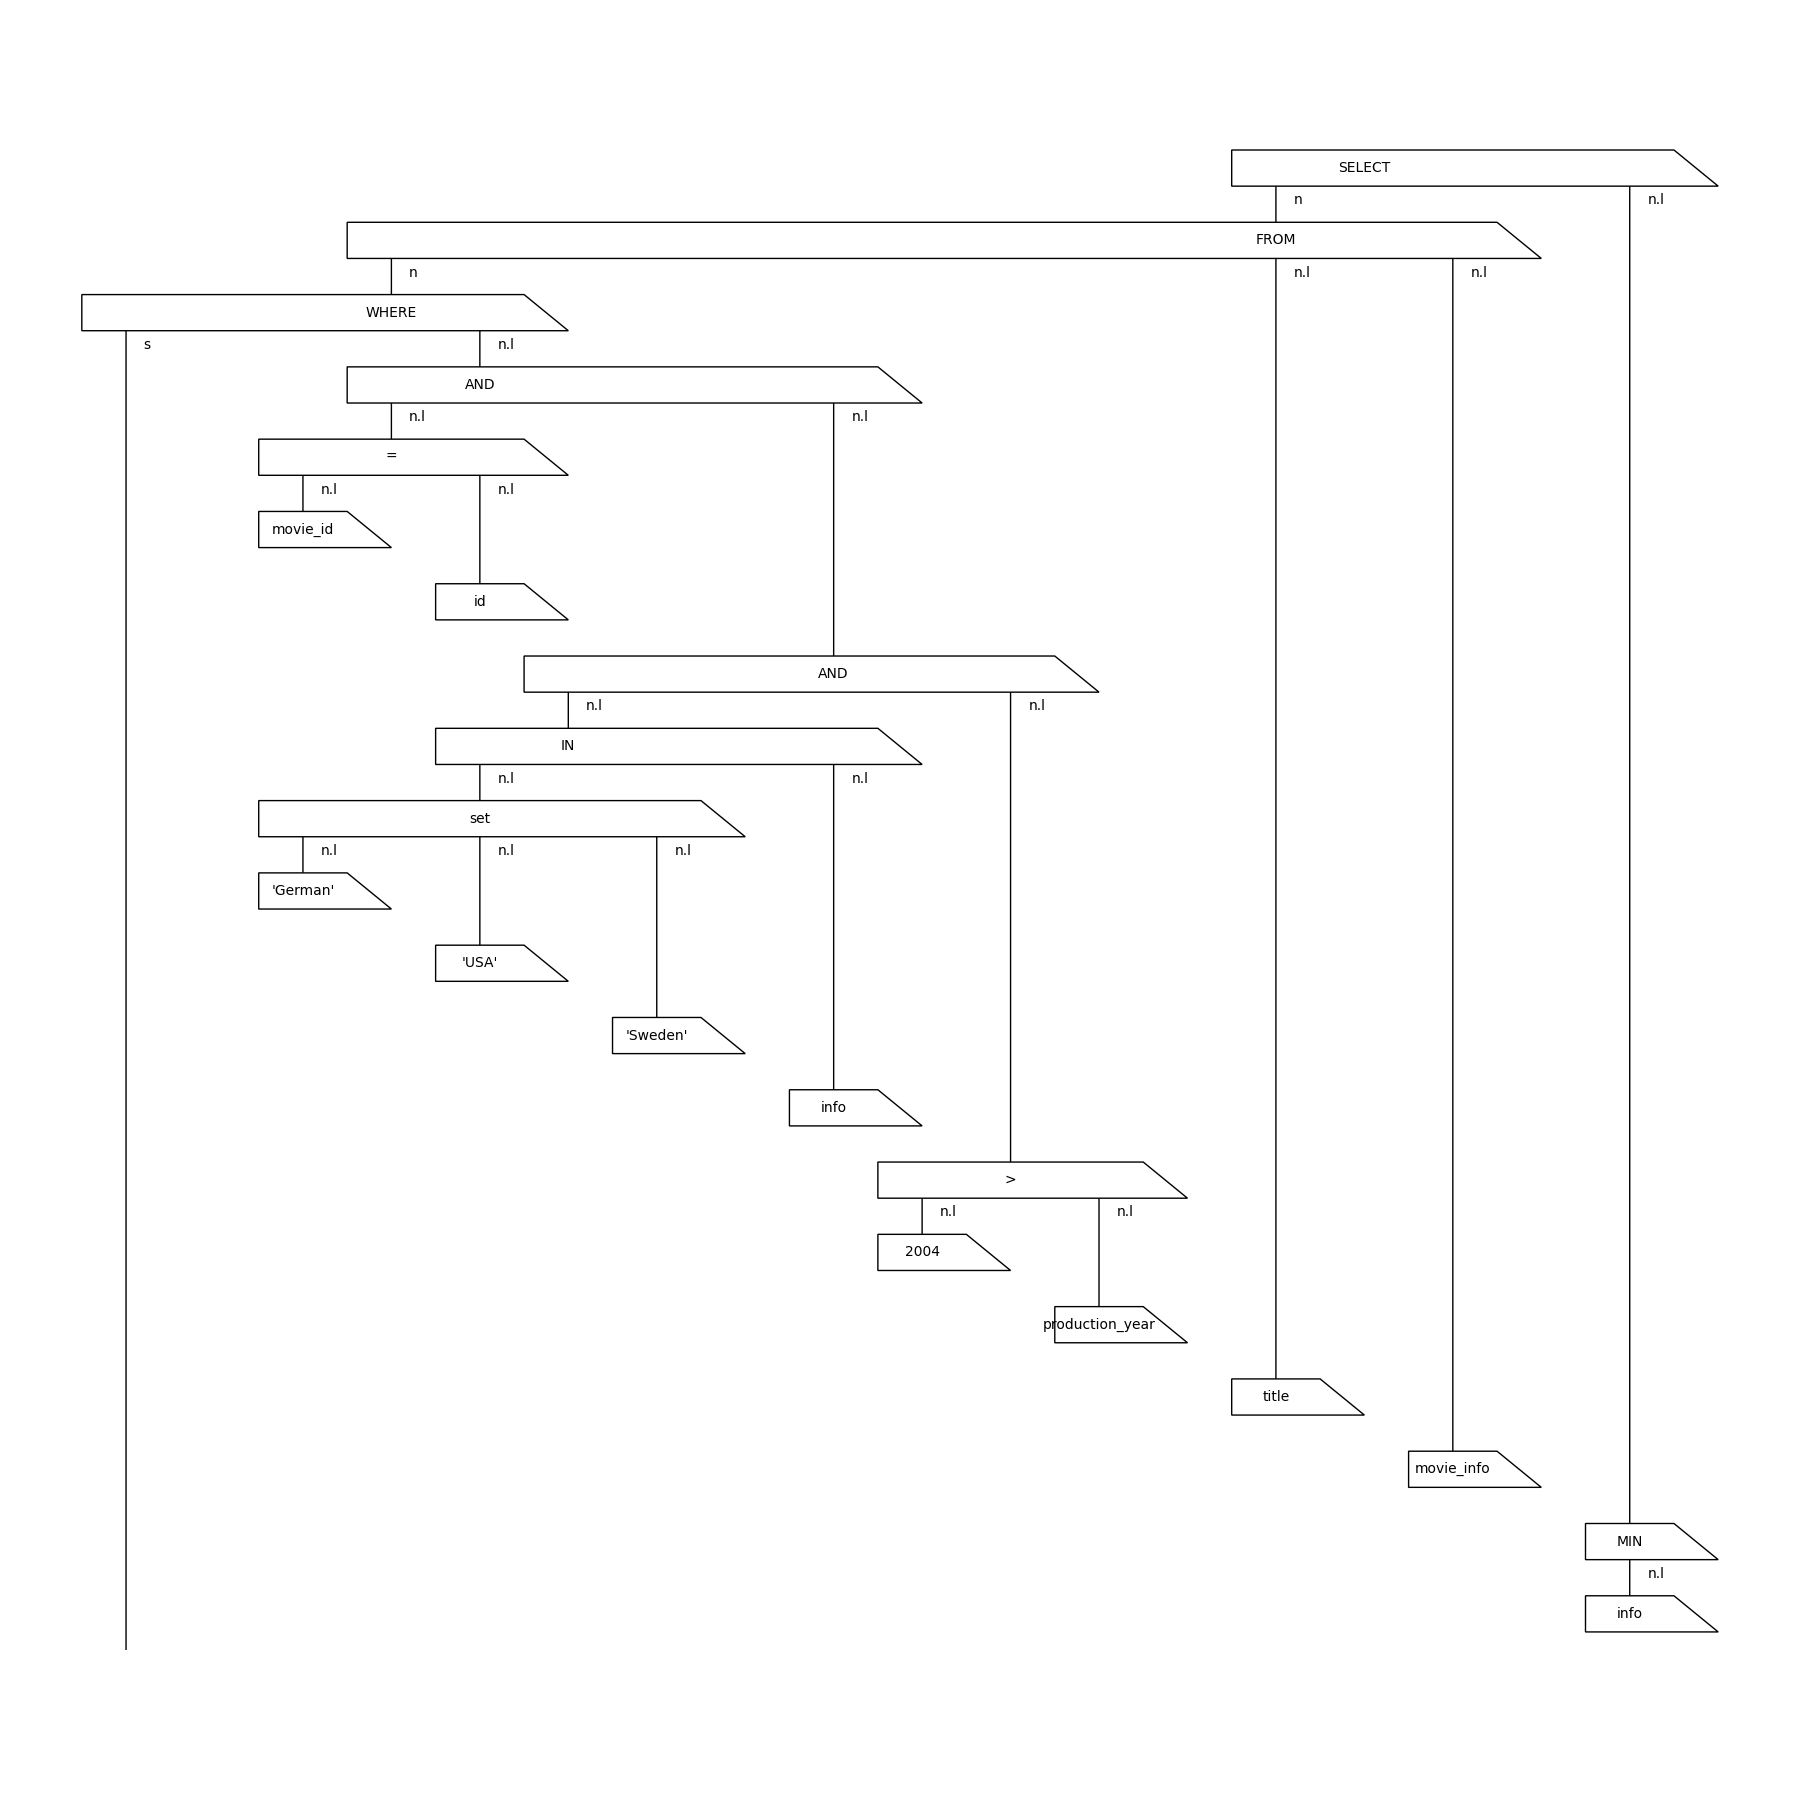 SELECT
n n.l
FROM
n n.l n.l
WHERE
s n.l
AND
n.l n.l
=
n.l n.l
movie_id
id
AND
n.l n.l
IN
n.l n.l
set
n.l n.l n.l
'German'
'USA'
'Sweden'
info
>
n.l n.l
2004
production_year
title
movie_info
MIN
n.l
info